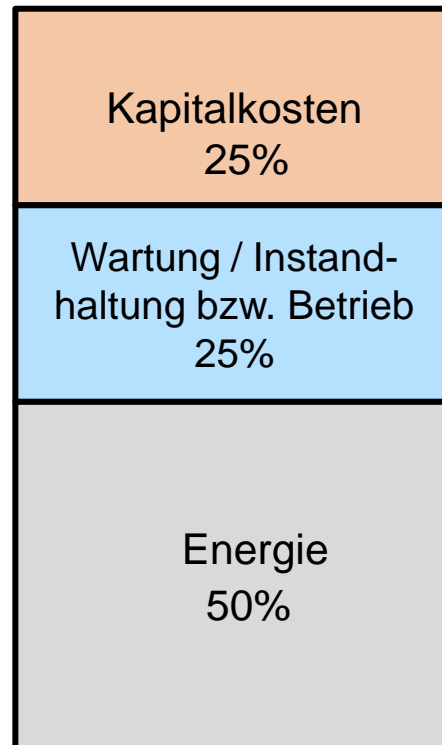 Kapitalkosten
25%
Wartung / Instand-
haltung bzw. Betrieb
25%
Energie
50%